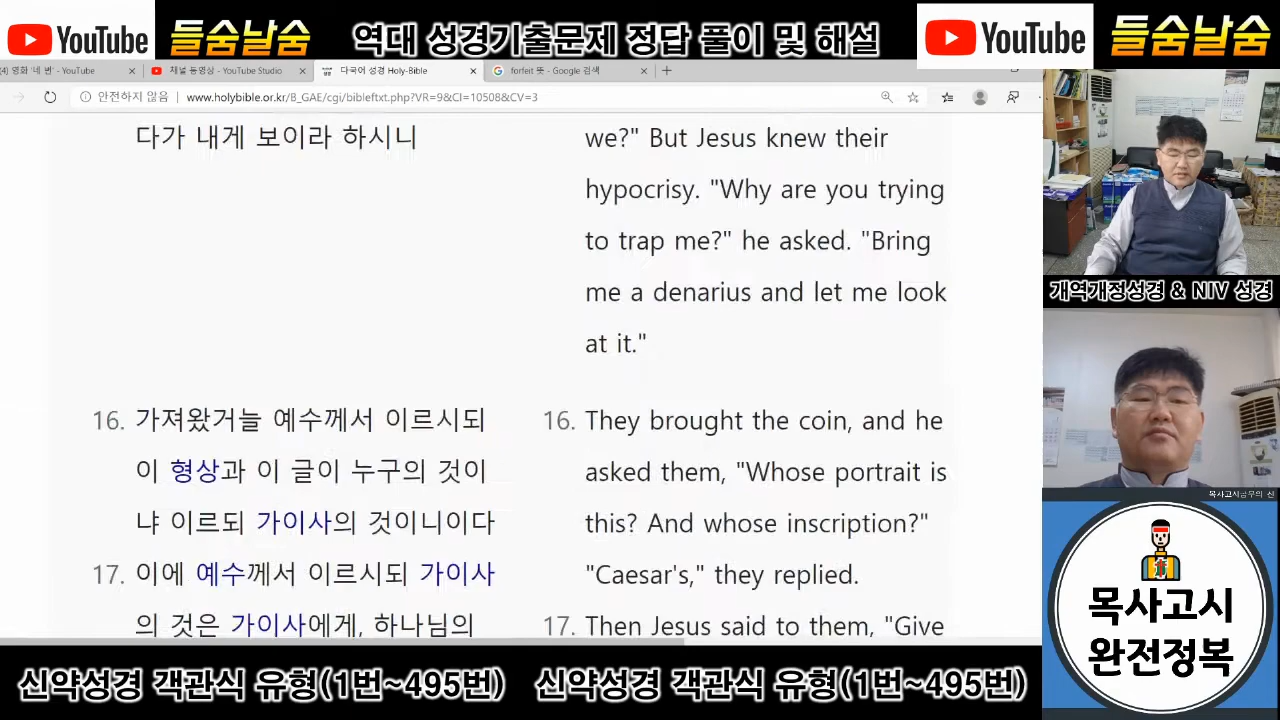 YouTube 들숨날숨 역대 성경기출문제 정답 풀이 및 해설 YouTube 들숨날숨
영화 '네 번' - YouTube
채널 동영상 - YouTube Studio
다국어 성경 Holy-Bible
forfeit 뜻 - Google 검색
안전하지 않음 | www.holybible.or.kr/B_GAE/cgi/bibleftxt.php?VR=9&CI=10508&CV=3
다가 내게 보이라 하시니
16. 가져왔거늘 예수께서 이르시되
이 형상과 이 글이 누구의 것이
냐 이르되 가이사의 것이니이다
17. 이에 예수께서 이르시되 가이사
의 것은 가이사에게, 하나님의
we?" But Jesus knew their
hypocrisy. "Why are you trying
to trap me?" he asked. "Bring
me a denarius and let me look
at it."
16. They brought the coin, and he
asked them, "Whose portrait is
this? And whose inscription?"
"Caesar's," they replied.
17. Then Jesus said to them, "Give
개역개정성경 & NIV 성경
목사고시공부의 신
목사고시
완전정복
신약성경 객관식 유형(1번~495번) 신약성경 객관식 유형(1번~495번)